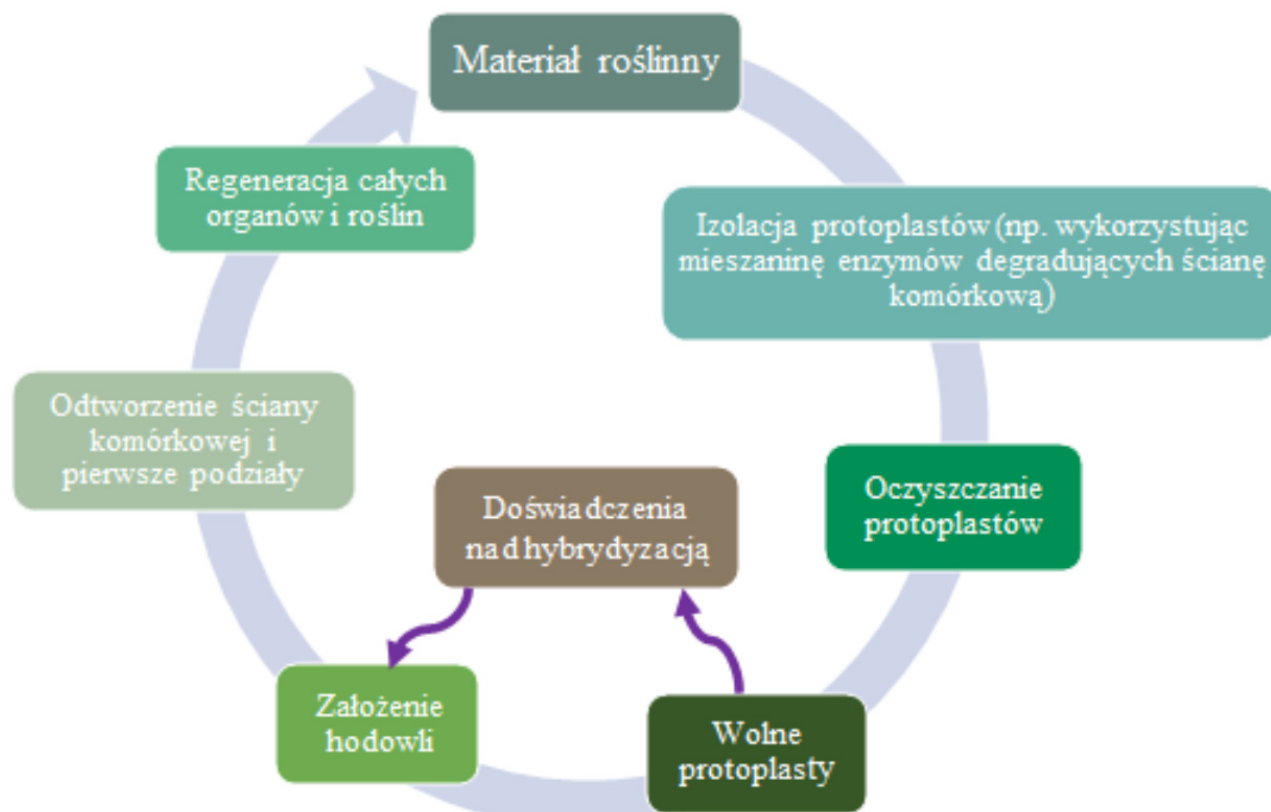 Materiał roślinny
Izolacja protoplastów (np. wykorzystując
mieszaninę enzymów degradujących ścianę
komórkową)
Oczyszczanie
protoplastów
Wolne
protoplasty
Doświadczenia
nad hybrydyzacją
Założenie
hodowli
Odtworzenie ściany
komórkowej i
pierwsze podziały
Regeneracja całych
organów i roślin